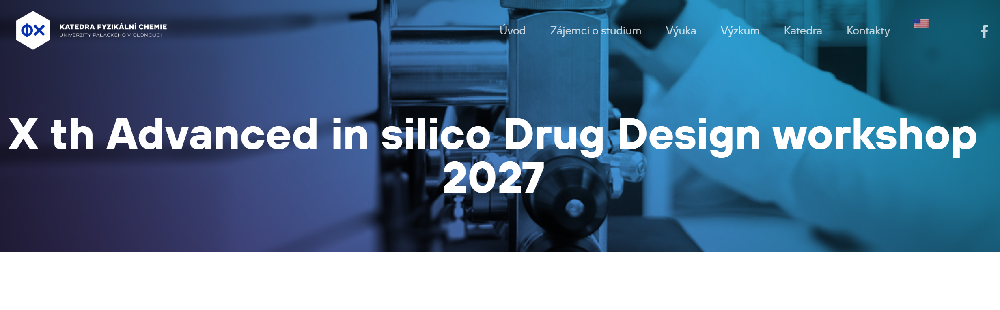 ΦX
KATEDRA FYZIKÁLNÍ CHEMIE
UNIVERZITY PALACKÉHO V OLOMOUCI
Úvod Zájemci o studium Výuka Výzkum Katedra Kontakty
X th Advanced in silico Drug Design workshop
2027